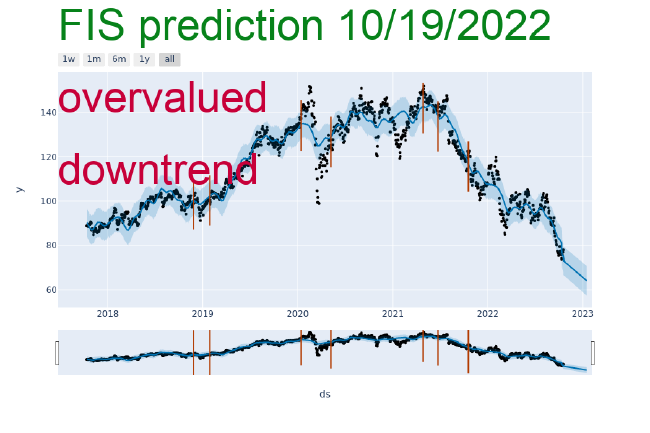 FIS prediction 10/19/2022
1w 1m 6m 1y all
overvalued
downtrend
140
120
100
80
60
y
2018 2019 2020 2021 2022 2023
ds